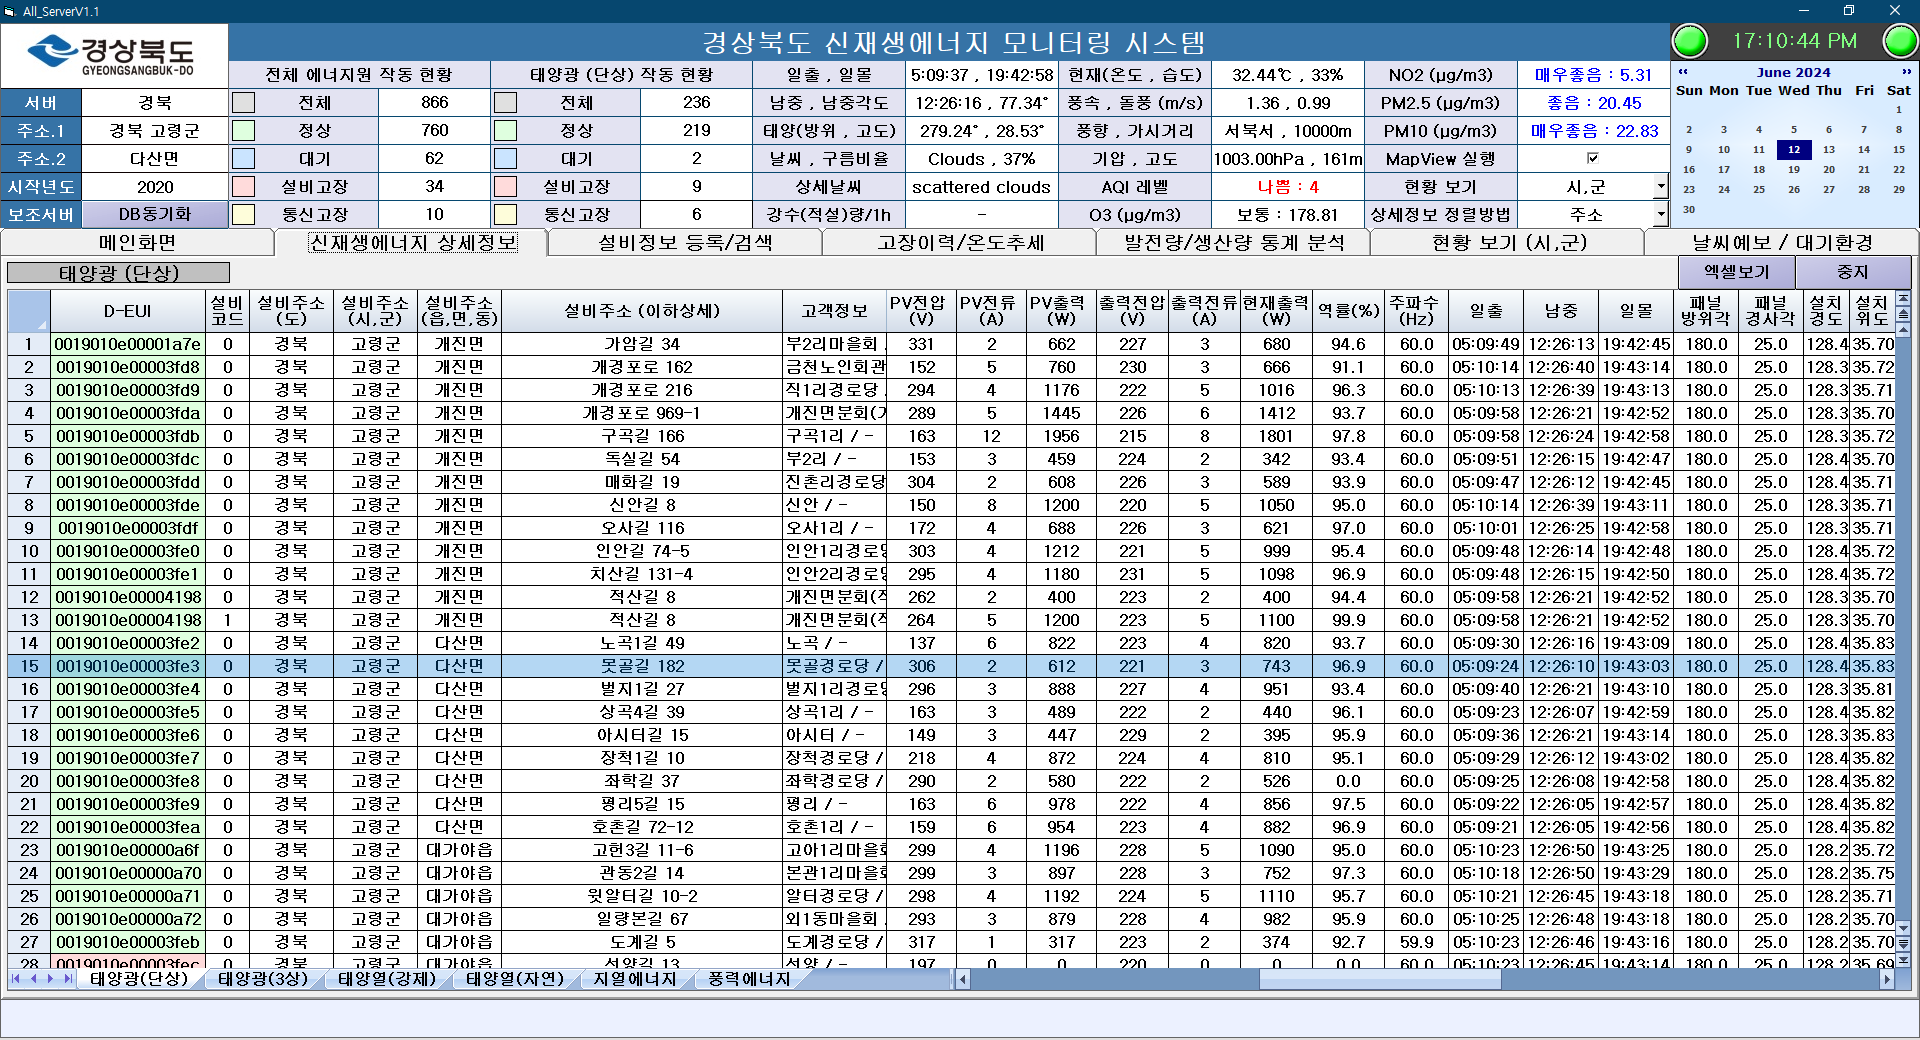 All_ServerV1.1
경상북도
GYEONGSANGBUK-DO
경상북도 신재생에너지 모니터링 시스템
17:10:44 PM
전체 에너지원 작동 현황 태양광 (단상) 작동 현황 일출 , 일몰 5:09:37 , 19:42:58 현재(온도 , 습도) 32.44℃ , 33% NO2 (µg/m3) 매우좋음 : 5.31
서버 경북 전체 866 전체 236 남중 , 남중각도 12:26:16 , 77.34° 풍속 , 돌풍 (m/s) 1.36 , 0.99 PM2.5 (µg/m3) 좋음 : 20.45
주소.1 경북 고령군 정상 760 정상 219 태양(방위 , 고도) 279.24° , 28.53° 풍향 , 가시거리 서북서 , 10000m PM10 (µg/m3) 매우좋음 : 22.83
주소.2 다산면 대기 62 대기 2 날씨 , 구름비율 Clouds , 37% 기압 , 고도 1003.00hPa , 161m MapView 실행
시작년도 2020 설비고장 34 설비고장 9 상세날씨 scattered clouds AQI 레벨 나쁨 : 4 현황 보기 시,군
보조서버 DB동기화 통신고장 10 통신고장 6 강수(적설)량/1h - O3 (µg/m3) 보통 : 178.81 상세정보 정렬방법 주소
‹‹ June 2024 ››
Sun Mon Tue Wed Thu Fri Sat
1
2 3 4 5 6 7 8
9 10 11 12 13 14 15
16 17 18 19 20 21 22
23 24 25 26 27 28 29
30
메인화면 신재생에너지 상세정보 설비정보 등록/검색 고장이력/온도추세 발전량/생산량 통계 분석 현황 보기 (시,군) 날씨예보 / 대기환경
태양광 (단상) 엑셀보기 중지
D-EUI 설비코드 설비주소(도) 설비주소(시,군) 설비주소(읍,면,동) 설비주소 (이하상세) 고객정보 PV전압(V) PV전류(A) PV출력(W) 출력전압(V) 출력전류(A) 현재출력(W) 역률(%) 주파수(Hz) 일출 남중 일몰 패널방위각 패널경사각 설치경도 설치위도
1 0019010e00001a7e 0 경북 고령군 개진면 가암길 34 부2리마을회 331 2 662 227 3 680 94.6 60.0 05:09:49 12:26:13 19:42:45 180.0 25.0 128.4 35.70
2 0019010e00003fd8 0 경북 고령군 개진면 개경포로 162 금천노인회관 152 5 760 230 3 666 91.1 60.0 05:10:14 12:26:40 19:43:14 180.0 25.0 128.3 35.72
3 0019010e00003fd9 0 경북 고령군 개진면 개경포로 216 직1리경로당 294 4 1176 222 5 1016 96.3 60.0 05:10:13 12:26:39 19:43:13 180.0 25.0 128.3 35.71
4 0019010e00003fda 0 경북 고령군 개진면 개경포로 969-1 개진면분회( 289 5 1445 226 6 1412 93.7 60.0 05:09:58 12:26:21 19:42:52 180.0 25.0 128.3 35.70
5 0019010e00003fdb 0 경북 고령군 개진면 구곡길 166 구곡1리 / - 163 12 1956 215 8 1801 97.8 60.0 05:09:58 12:26:24 19:42:58 180.0 25.0 128.3 35.72
6 0019010e00003fdc 0 경북 고령군 개진면 독실길 54 부2리 / - 153 3 459 224 2 342 93.4 60.0 05:09:51 12:26:15 19:42:47 180.0 25.0 128.4 35.70
7 0019010e00003fdd 0 경북 고령군 개진면 매화길 19 진촌리경로당 304 2 608 226 3 589 93.9 60.0 05:09:47 12:26:12 19:42:45 180.0 25.0 128.4 35.71
8 0019010e00003fde 0 경북 고령군 개진면 신안길 8 신안 / - 150 8 1200 220 5 1050 95.0 60.0 05:10:14 12:26:39 19:43:11 180.0 25.0 128.3 35.71
9 0019010e00003fdf 0 경북 고령군 개진면 오사길 116 오사1리 / - 172 4 688 226 3 621 97.0 60.0 05:10:01 12:26:25 19:42:58 180.0 25.0 128.3 35.71
10 0019010e00003fe0 0 경북 고령군 개진면 인안길 74-5 인안1리경로당 303 4 1212 221 5 999 95.4 60.0 05:09:48 12:26:14 19:42:48 180.0 25.0 128.4 35.72
11 0019010e00003fe1 0 경북 고령군 개진면 치산길 131-4 인안2리경로당 295 4 1180 231 5 1098 96.9 60.0 05:09:48 12:26:15 19:42:50 180.0 25.0 128.4 35.72
12 0019010e00004198 0 경북 고령군 개진면 적산길 8 개진면분회( 262 2 400 223 2 400 94.4 60.0 05:09:58 12:26:21 19:42:52 180.0 25.0 128.3 35.70
13 0019010e00004198 1 경북 고령군 개진면 적산길 8 개진면분회( 264 5 1200 223 5 1100 99.9 60.0 05:09:58 12:26:21 19:42:52 180.0 25.0 128.3 35.70
14 0019010e00003fe2 0 경북 고령군 다산면 노곡1길 49 노곡 / - 137 6 822 223 4 820 93.7 60.0 05:09:30 12:26:16 19:43:09 180.0 25.0 128.4 35.83
15 0019010e00003fe3 0 경북 고령군 다산면 못골길 182 못골경로당 / 306 2 612 221 3 743 96.9 60.0 05:09:24 12:26:10 19:43:03 180.0 25.0 128.4 35.83
16 0019010e00003fe4 0 경북 고령군 다산면 벌지1길 27 벌지1리경로당 296 3 888 227 4 951 93.4 60.0 05:09:40 12:26:21 19:43:10 180.0 25.0 128.3 35.81
17 0019010e00003fe5 0 경북 고령군 다산면 상곡4길 39 상곡1리 / - 163 3 489 222 2 440 96.1 60.0 05:09:23 12:26:07 19:42:59 180.0 25.0 128.4 35.82
18 0019010e00003fe6 0 경북 고령군 다산면 아시터길 15 아시터 / - 149 3 447 229 2 395 95.9 60.0 05:09:36 12:26:21 19:43:14 180.0 25.0 128.3 35.83
19 0019010e00003fe7 0 경북 고령군 다산면 장척1길 10 장척경로당 / 218 4 872 224 4 810 95.1 60.0 05:09:29 12:26:12 19:43:02 180.0 25.0 128.4 35.82
20 0019010e00003fe8 0 경북 고령군 다산면 좌학길 37 좌학경로당 / 290 2 580 222 2 526 0.0 60.0 05:09:25 12:26:08 19:42:58 180.0 25.0 128.4 35.82
21 0019010e00003fe9 0 경북 고령군 다산면 평리5길 15 평리 / - 163 6 978 222 4 856 97.5 60.0 05:09:22 12:26:05 19:42:57 180.0 25.0 128.4 35.82
22 0019010e00003fea 0 경북 고령군 다산면 호촌길 72-12 호촌1리 / - 159 6 954 223 4 882 96.9 60.0 05:09:21 12:26:05 19:42:56 180.0 25.0 128.4 35.82
23 0019010e00000a6f 0 경북 고령군 대가야읍 고헌3길 11-6 고아1리마을회 299 4 1196 228 5 1090 95.0 60.0 05:10:23 12:26:50 19:43:25 180.0 25.0 128.2 35.72
24 0019010e00000a70 0 경북 고령군 대가야읍 관동2길 14 본관1리마을회 299 3 897 228 3 752 97.3 60.0 05:10:18 12:26:50 19:43:29 180.0 25.0 128.2 35.75
25 0019010e00000a71 0 경북 고령군 대가야읍 윗알터길 10-2 알터경로당 / 298 4 1192 224 5 1110 95.7 60.0 05:10:21 12:26:45 19:43:18 180.0 25.0 128.2 35.71
26 0019010e00000a72 0 경북 고령군 대가야읍 일량본길 67 외1동마을회 293 3 879 228 4 982 95.9 60.0 05:10:25 12:26:48 19:43:18 180.0 25.0 128.2 35.70
27 0019010e00003feb 0 경북 고령군 대가야읍 도계길 5 도계경로당 / 317 1 317 223 2 374 92.7 59.9 05:10:23 12:26:46 19:43:16 180.0 25.0 128.2 35.70
28 0019010e00003fec 0 경북 고령군 대가야읍 석양길 13 석양 / - 197 0 0 220 0 0 0.0 60.0 05:10:23 12:26:45 19:43:14 180.0 25.0 128.2 35.69
태양광(단상) 태양광(3상) 태양열(강제) 태양열(자연) 지열에너지 풍력에너지